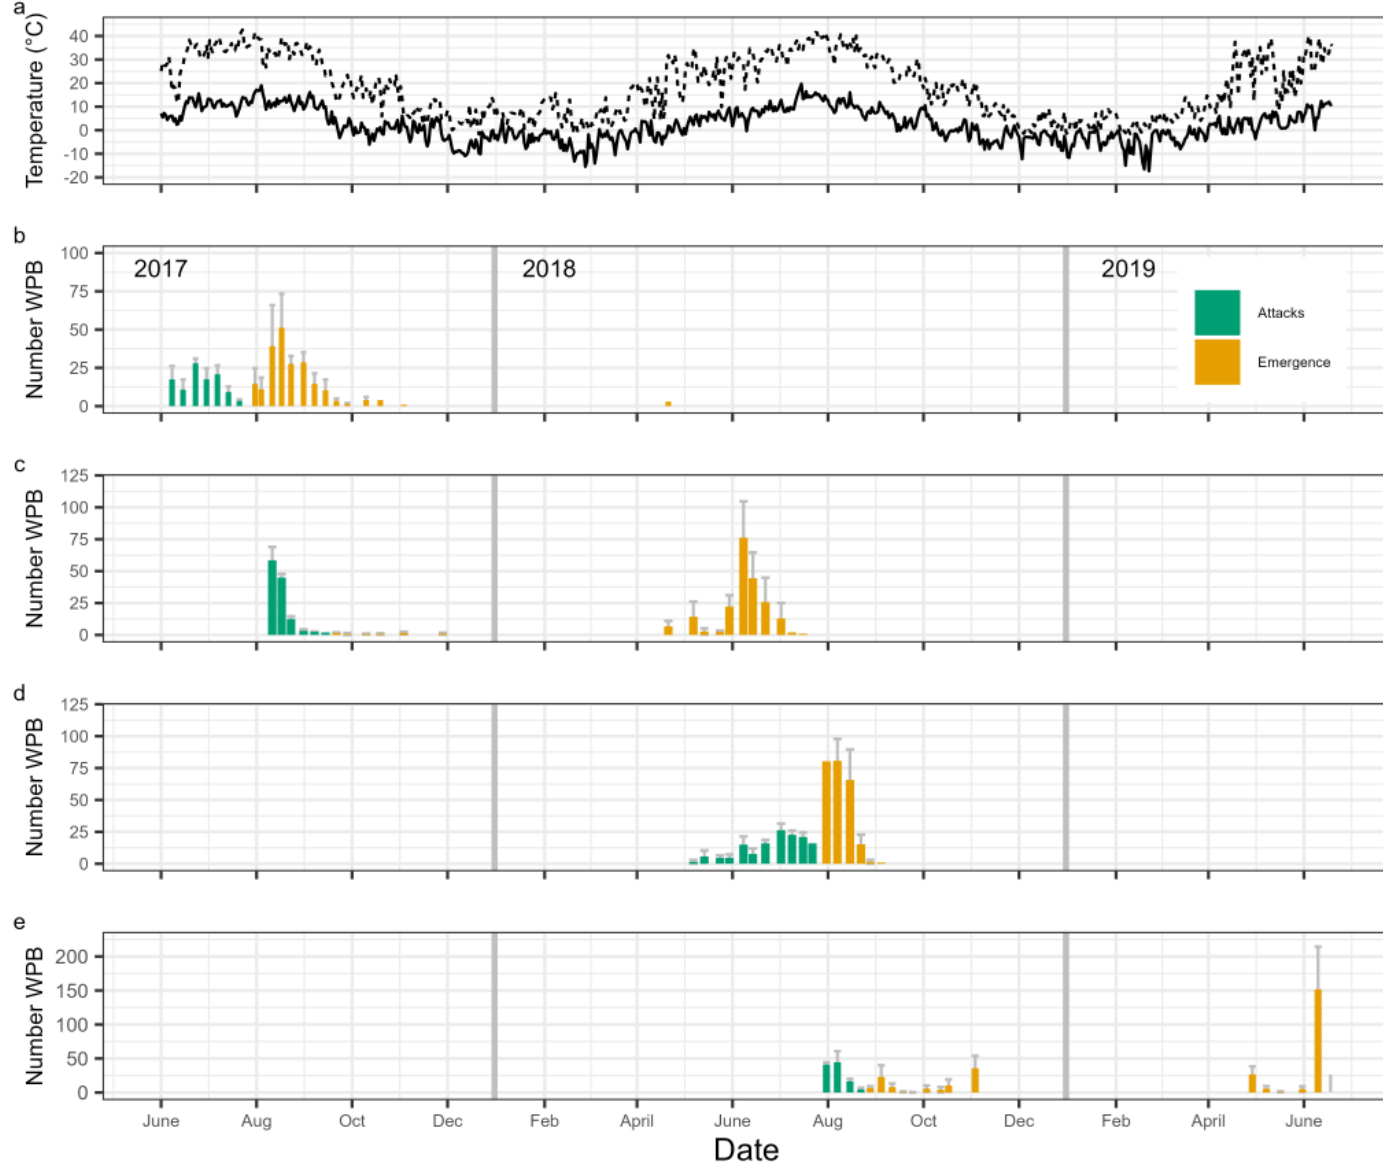 a
Temperature (°C)
40
30
20
10
0
-10
-20
b
Number WPB
100
75
50
25
0
2017
2018
2019
Attacks
Emergence
c
Number WPB
125
100
75
50
25
0
d
Number WPB
125
100
75
50
25
0
e
Number WPB
200
150
100
50
0
June Aug Oct Dec Feb April June Aug Oct Dec Feb April June
Date